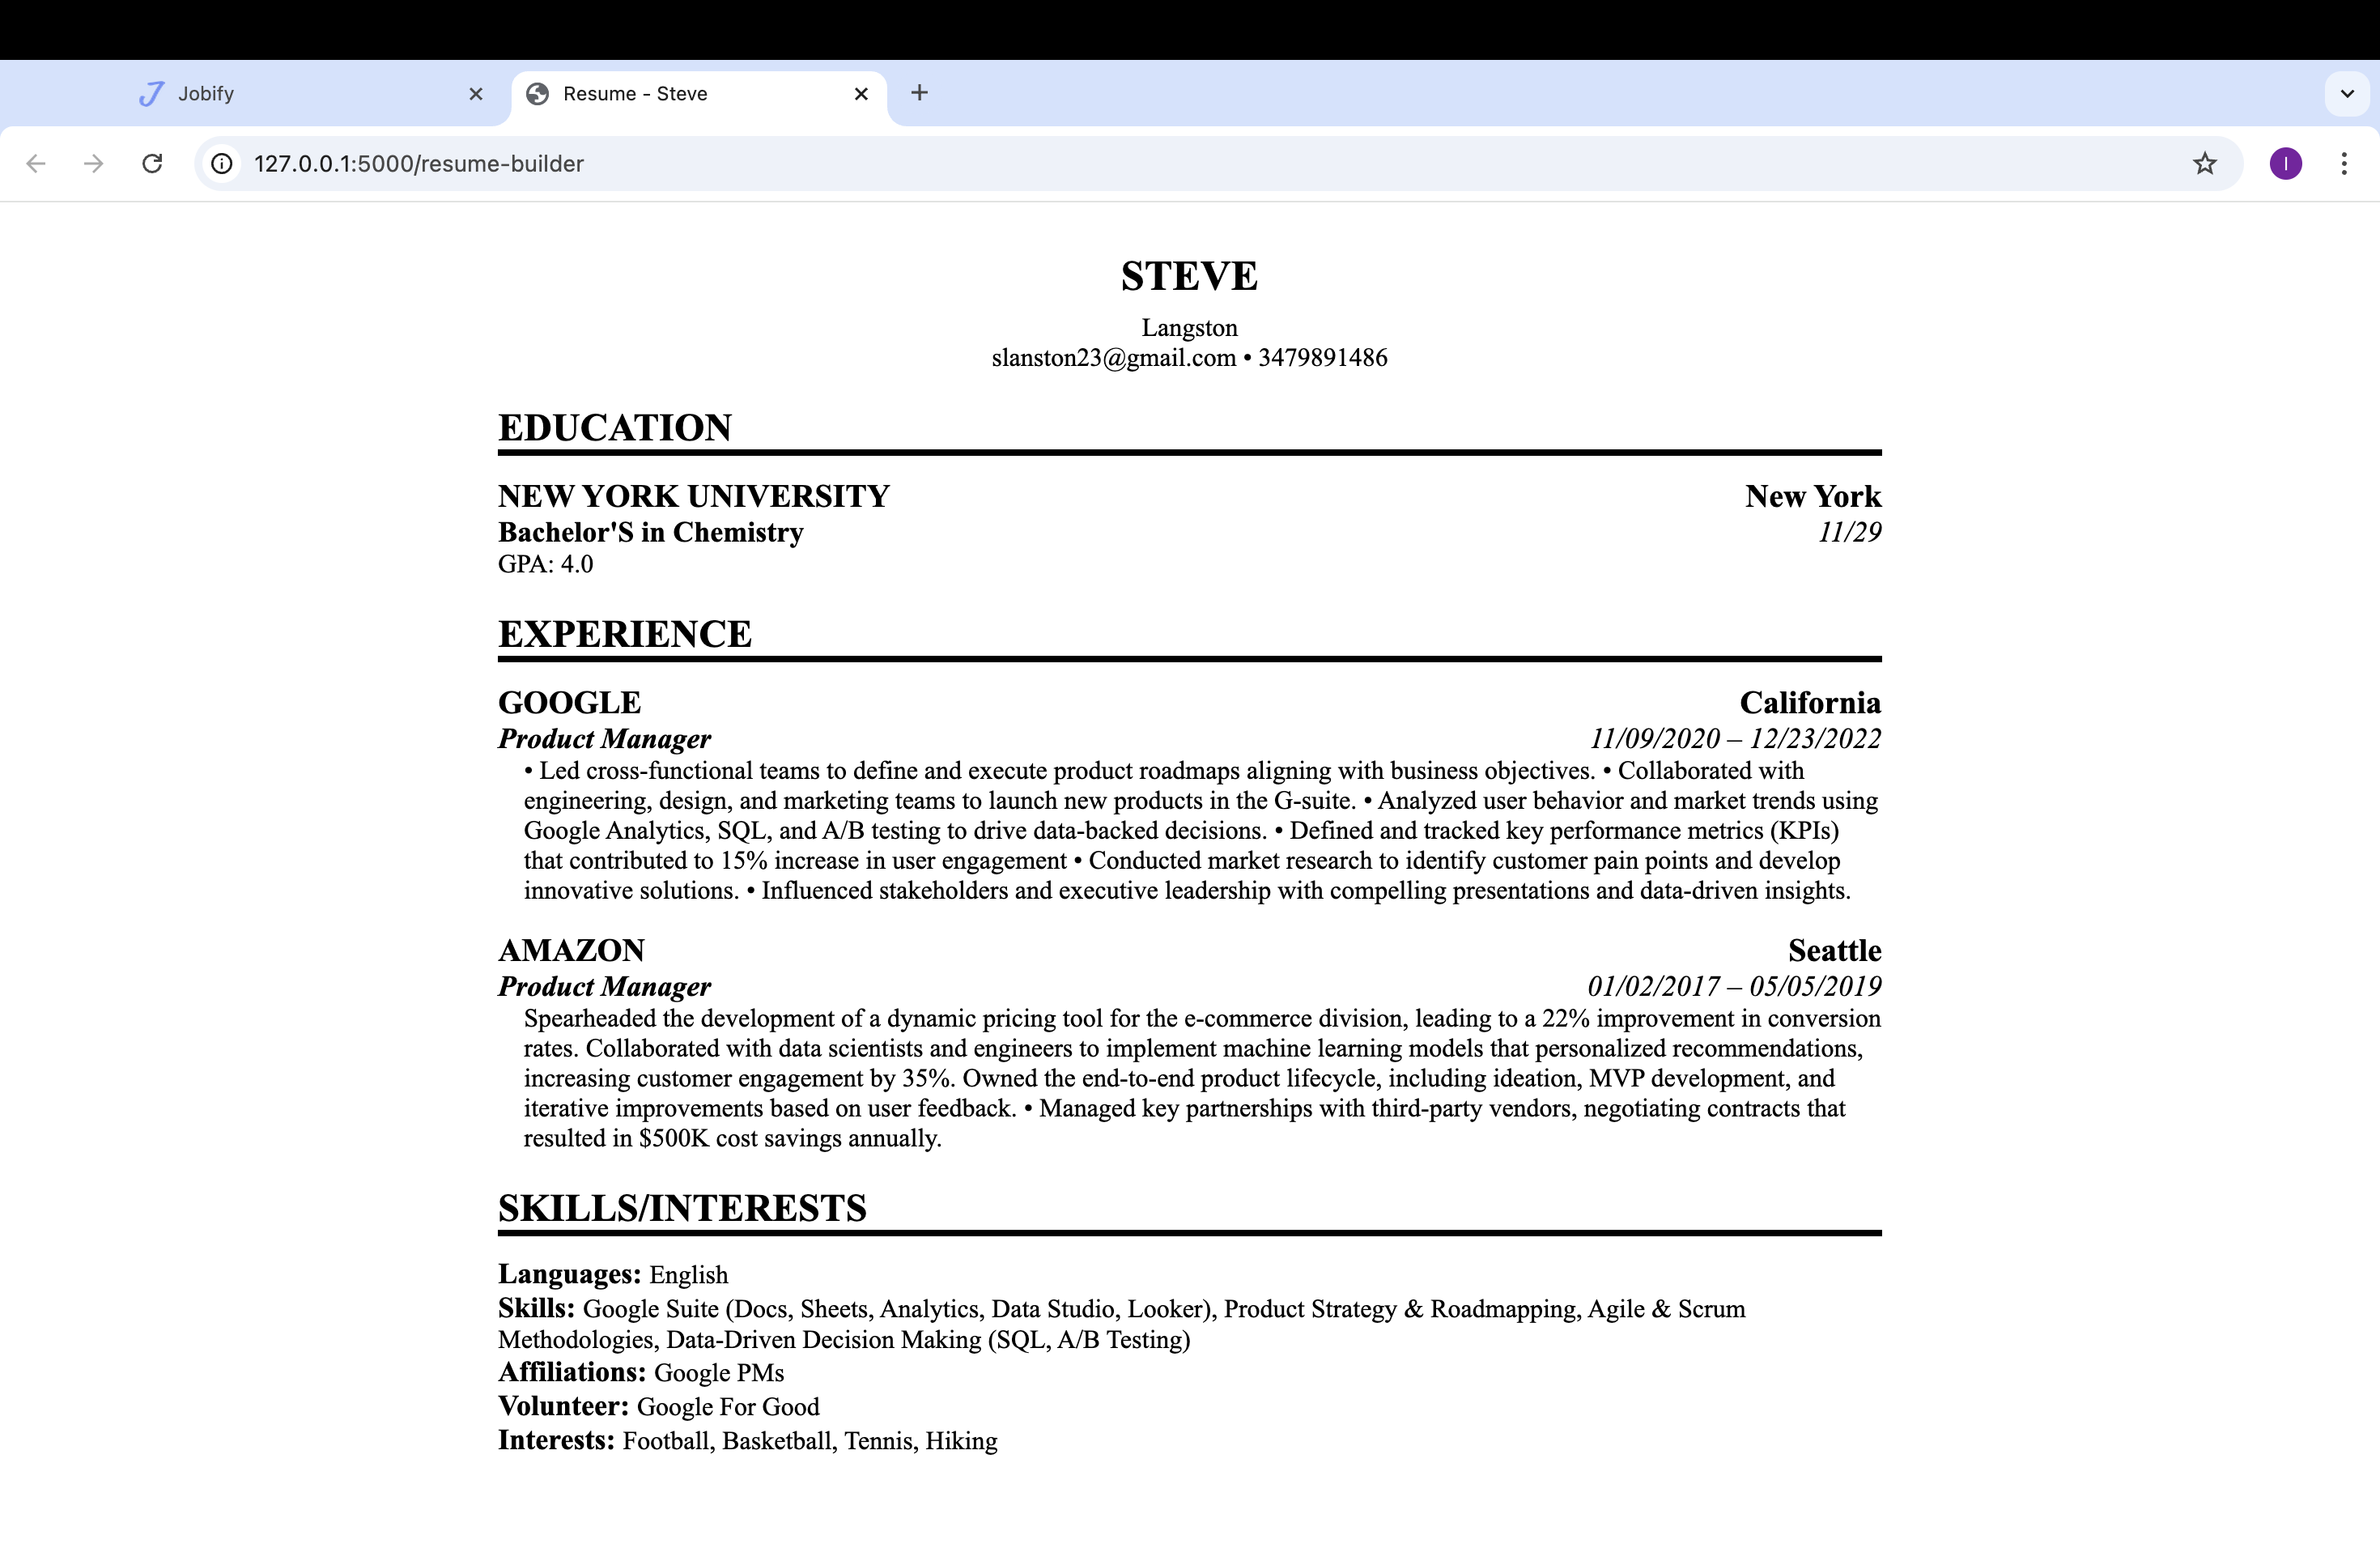 Jobify
Resume - Steve
127.0.0.1:5000/resume-builder
I
STEVE
Langston
slanston23@gmail.com • 3479891486
EDUCATION
NEW YORK UNIVERSITY New York
Bachelor'S in Chemistry 11/29
GPA: 4.0
EXPERIENCE
GOOGLE California
Product Manager 11/09/2020 – 12/23/2022
• Led cross-functional teams to define and execute product roadmaps aligning with business objectives. • Collaborated with
engineering, design, and marketing teams to launch new products in the G-suite. • Analyzed user behavior and market trends using
Google Analytics, SQL, and A/B testing to drive data-backed decisions. • Defined and tracked key performance metrics (KPIs)
that contributed to 15% increase in user engagement • Conducted market research to identify customer pain points and develop
innovative solutions. • Influenced stakeholders and executive leadership with compelling presentations and data-driven insights.
AMAZON Seattle
Product Manager 01/02/2017 – 05/05/2019
Spearheaded the development of a dynamic pricing tool for the e-commerce division, leading to a 22% improvement in conversion
rates. Collaborated with data scientists and engineers to implement machine learning models that personalized recommendations,
increasing customer engagement by 35%. Owned the end-to-end product lifecycle, including ideation, MVP development, and
iterative improvements based on user feedback. • Managed key partnerships with third-party vendors, negotiating contracts that
resulted in $500K cost savings annually.
SKILLS/INTERESTS
Languages: English
Skills: Google Suite (Docs, Sheets, Analytics, Data Studio, Looker), Product Strategy & Roadmapping, Agile & Scrum
Methodologies, Data-Driven Decision Making (SQL, A/B Testing)
Affiliations: Google PMs
Volunteer: Google For Good
Interests: Football, Basketball, Tennis, Hiking